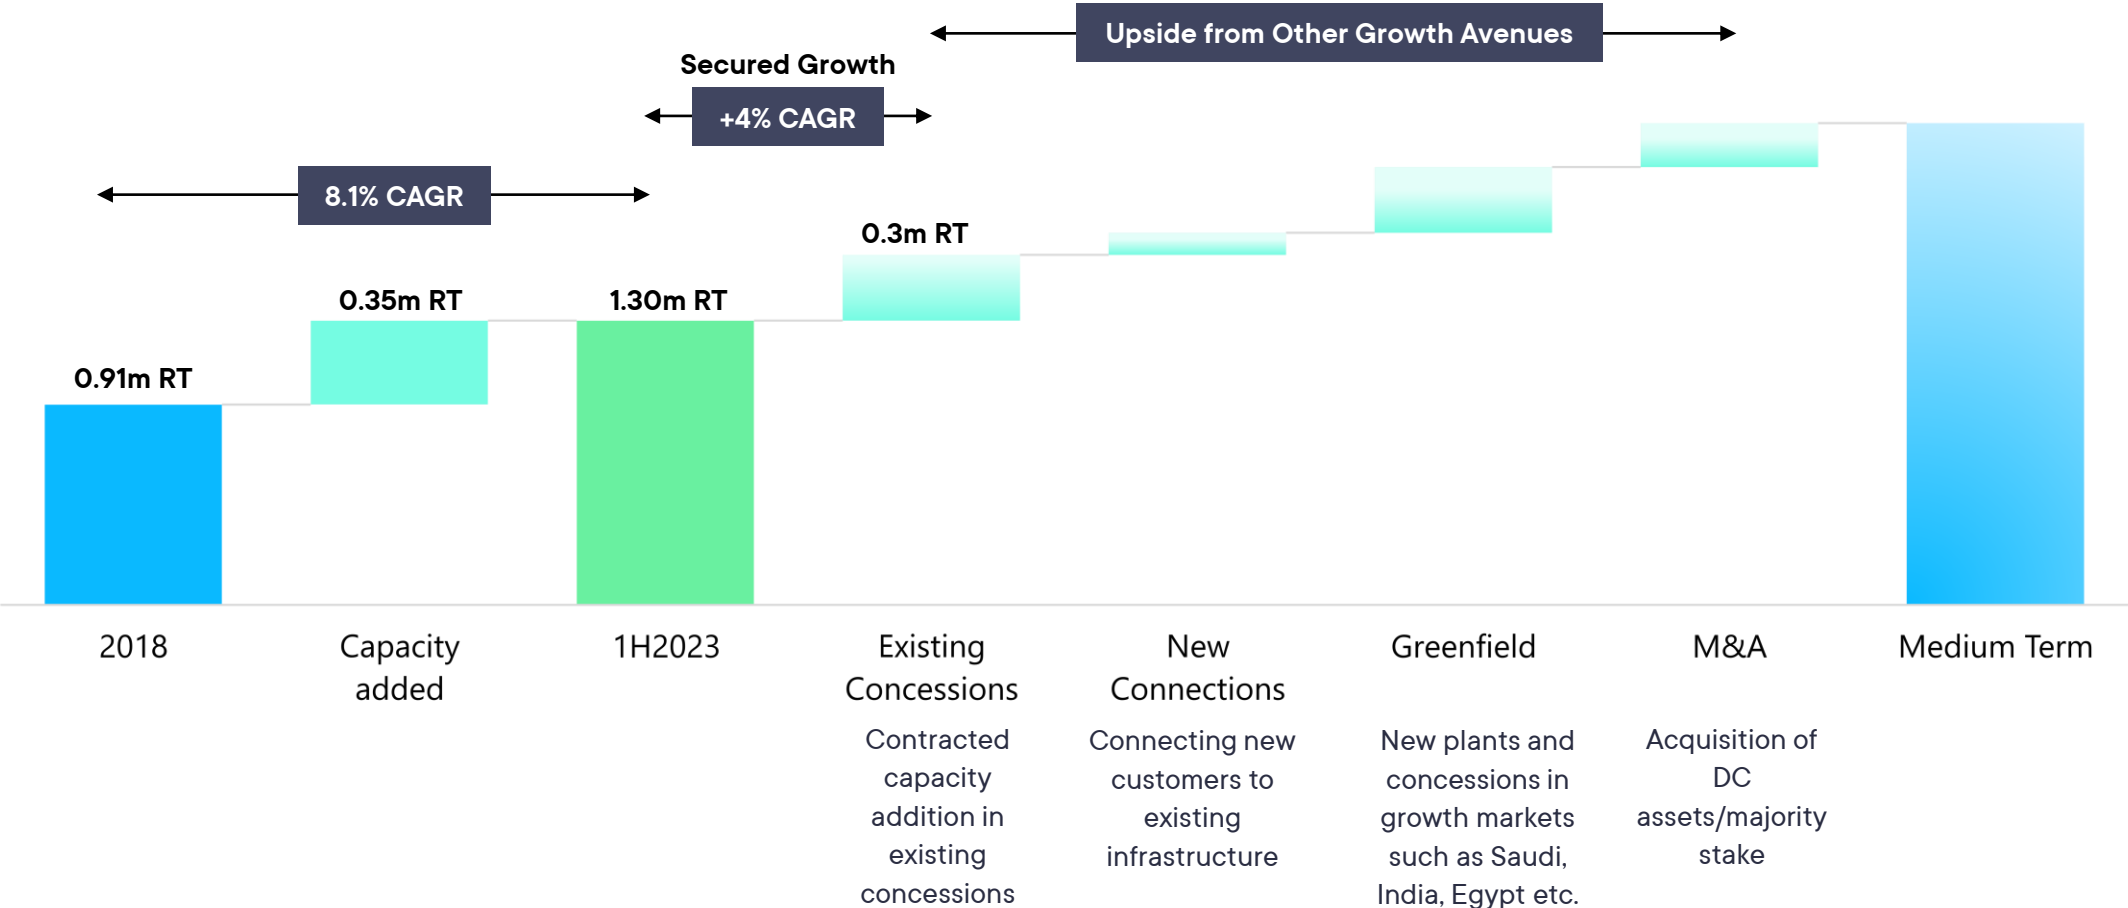 Upside from Other Growth Avenues
Secured Growth
+4% CAGR
8.1% CAGR
0.3m RT
0.35m RT
1.30m RT
0.91m RT
2018
Capacity
added
1H2023
Existing
Concessions
Contracted
capacity
addition in
existing
concessions
New
Connections
Connecting new
customers to
existing
infrastructure
Greenfield
New plants and
concessions in
growth markets
such as Saudi,
India, Egypt etc.
M&A
Acquisition of
DC
assets/majority
stake
Medium Term